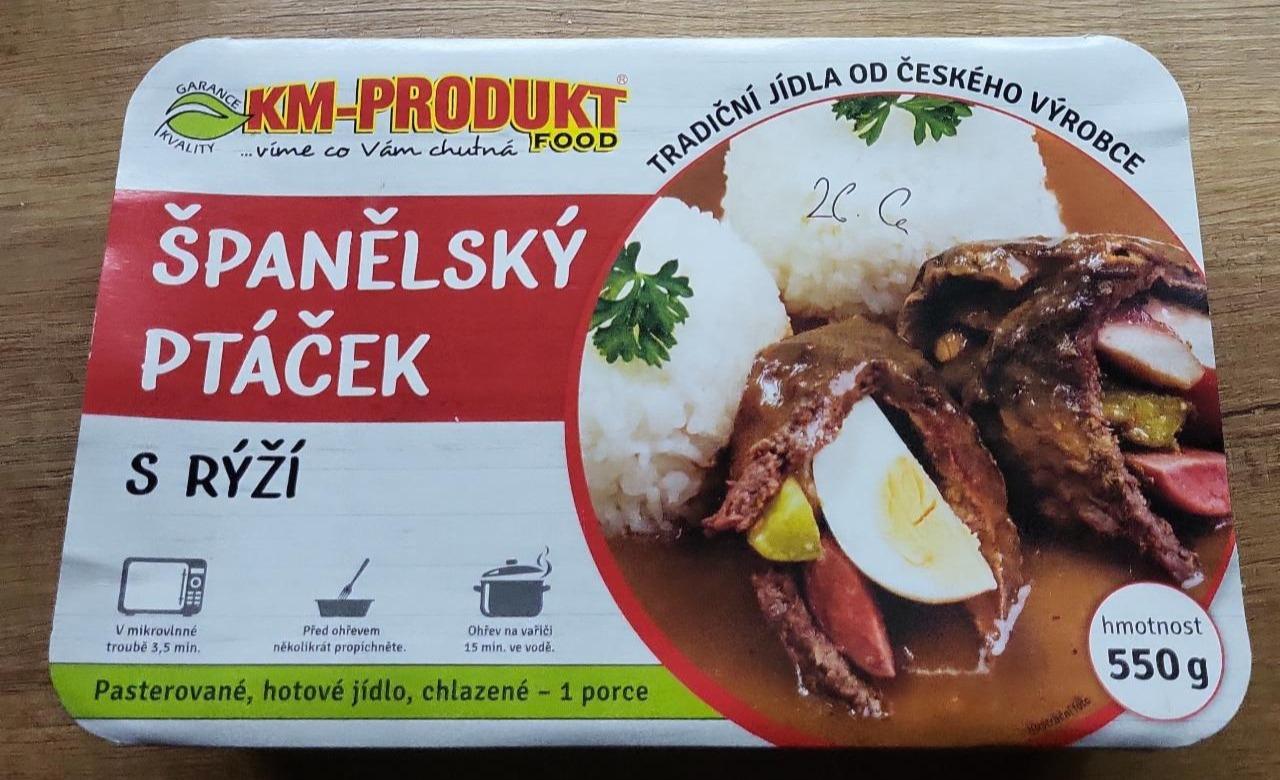 GARANCE
KVALITY
KM-PRODUKT®
FOOD
...víme co Vám chutná
TRADIČNÍ JÍDLA OD ČESKÉHO VÝROBCE
ŠPANĚLSKÝ
PTÁČEK
S RÝŽÍ
V mikrovlnné
troubě 3,5 min.
Před ohřevem
několikrát propíchněte.
Ohřev na vařiči
15 min. ve vodě.
Pasterované, hotové jídlo, chlazené – 1 porce
hmotnost
550 g
ilustrační foto